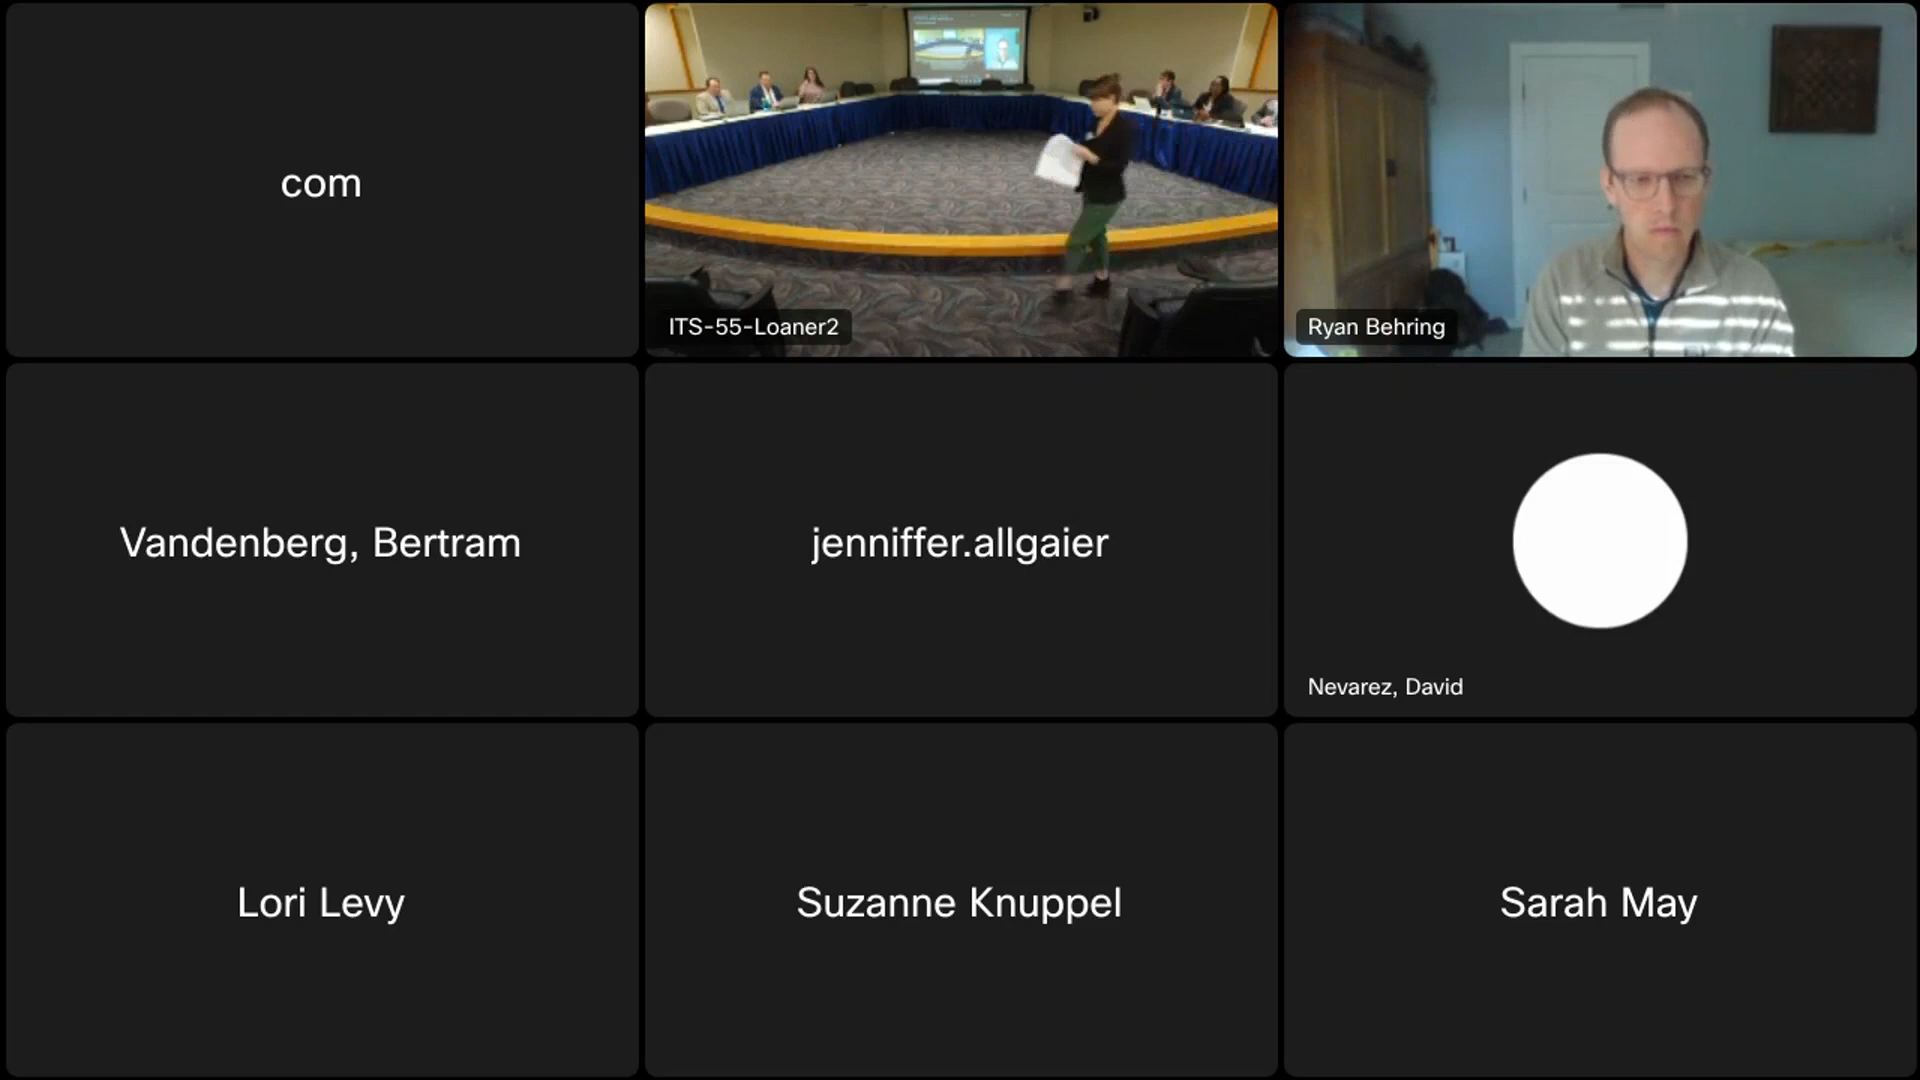 com
ITS-55-Loaner2
Ryan Behring
Vandenberg, Bertram
jenniffer.allgaier
Nevarez, David
Lori Levy
Suzanne Knuppel
Sarah May